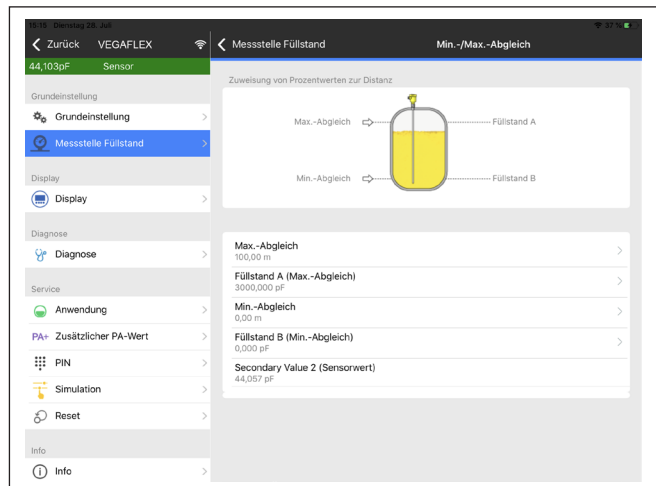 15:15 Dienstag 28. Juli
37 %
Zurück VEGAFLEX
44,103pF Sensor
Grundeinstellung
Grundeinstellung
Messstelle Füllstand
Display
Display
Diagnose
Diagnose
Service
Anwendung
PA+ Zusätzlicher PA-Wert
PIN
Simulation
Reset
Info
Info
Messstelle Füllstand Min.-/Max.-Abgleich
Zuweisung von Prozentwerten zur Distanz
Max.-Abgleich Füllstand A
Min.-Abgleich Füllstand B
Max.-Abgleich
100,00 m
Füllstand A (Max.-Abgleich)
3000,000 pF
Min.-Abgleich
0,00 m
Füllstand B (Min.-Abgleich)
0,000 pF
Secondary Value 2 (Sensorwert)
44,057 pF